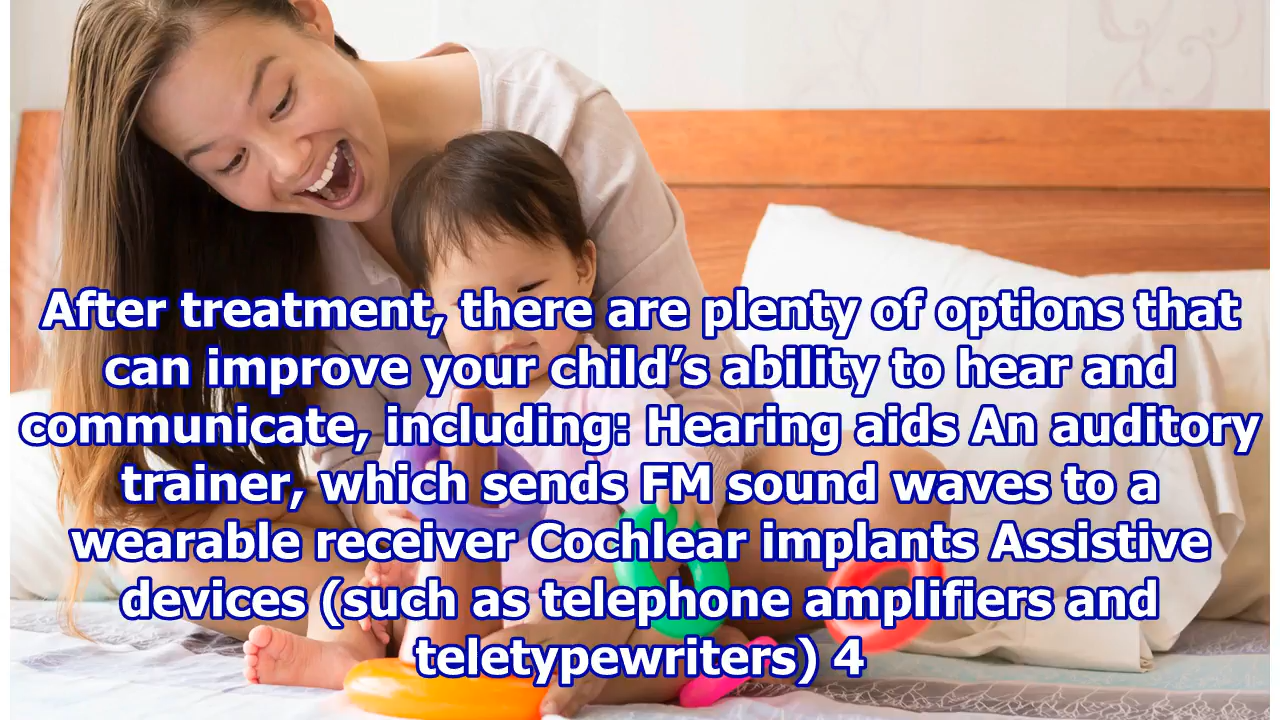 After treatment, there are plenty of options that
can improve your child’s ability to hear and
communicate, including: Hearing aids An auditory
trainer, which sends FM sound waves to a
wearable receiver Cochlear implants Assistive
devices (such as telephone amplifiers and
teletypewriters) 4